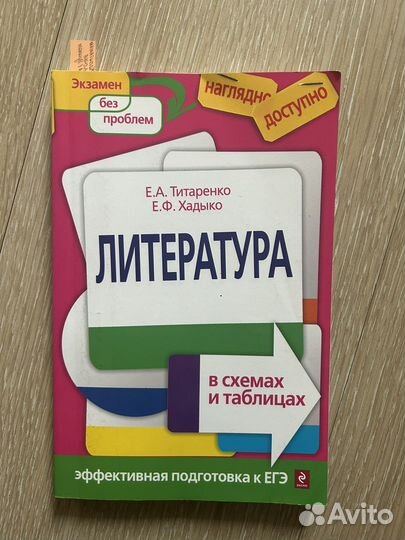 Экзамен
без
проблем
наглядно
доступно
Е.А. Титаренко
Е.Ф. Хадыко
ЛИТЕРАТУРА
в схемах
и таблицах
эффективная подготовка к ЕГЭ
Avito